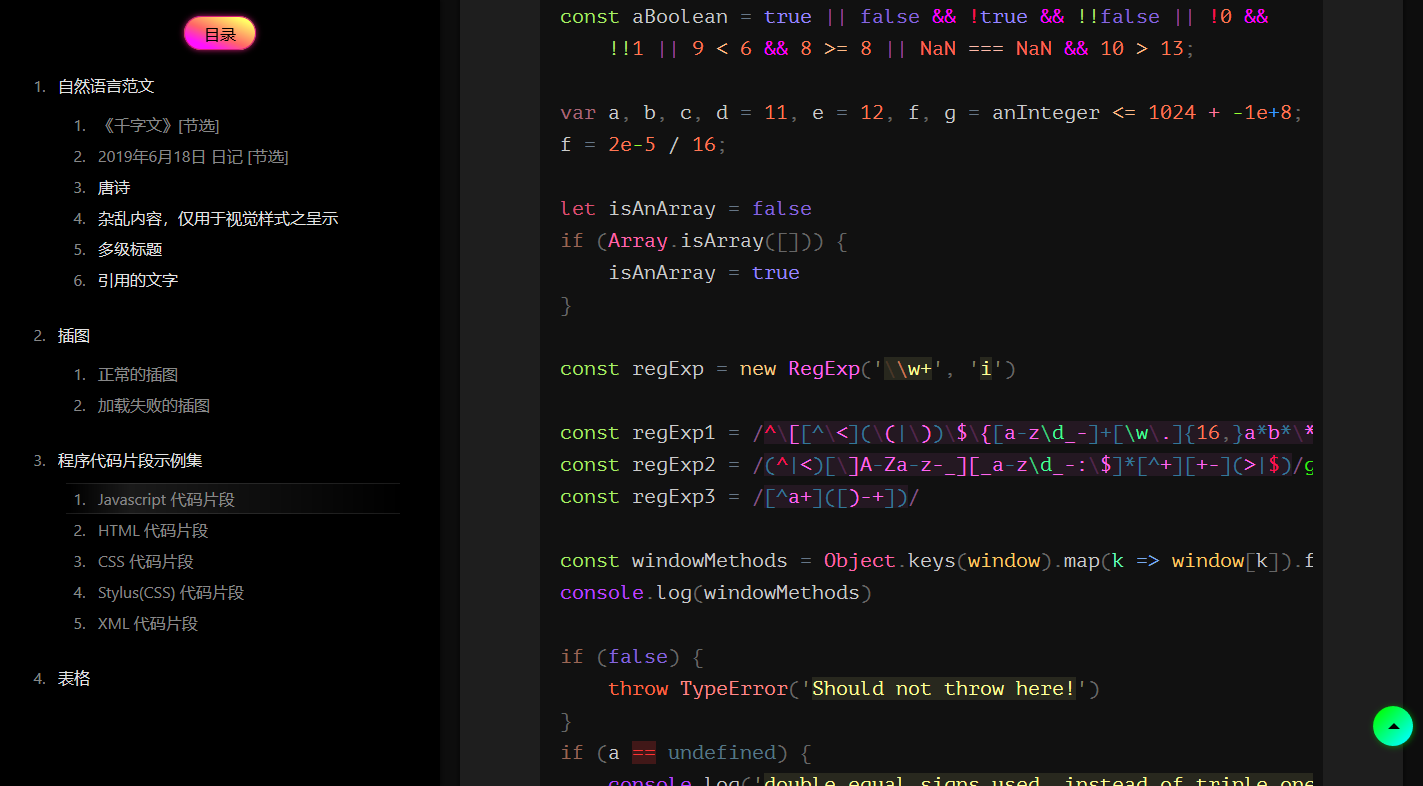 目录
1. 自然语言范文
1. 《千字文》[节选]
2. 2019年6月18日 日记 [节选]
3. 唐诗
4. 杂乱内容，仅用于视觉样式之呈示
5. 多级标题
6. 引用的文字
2. 插图
1. 正常的插图
2. 加载失败的插图
3. 程序代码片段示例集
1. Javascript 代码片段
2. HTML 代码片段
3. CSS 代码片段
4. Stylus(CSS) 代码片段
5. XML 代码片段
4. 表格
const aBoolean = true || false && !true && !!false || !0 &&
    !!1 || 9 < 6 && 8 >= 8 || NaN === NaN && 10 > 13;
var a, b, c, d = 11, e = 12, f, g = anInteger <= 1024 + -1e+8;
f = 2e-5 / 16;
let isAnArray = false
if (Array.isArray([])) {
    isAnArray = true
}
const regExp = new RegExp('\\w+', 'i')
const regExp1 = /^\[[^\<](\(|\))\$\{[a-z\d_-]+[\w\.]{16,}a*b*\*
const regExp2 = /(^|<)[\]A-Za-z-_][_a-z\d_-:\$]*[^+][+-](>|$)/g
const regExp3 = /[^a+]([)-+])/
const windowMethods = Object.keys(window).map(k => window[k]).f
console.log(windowMethods)
if (false) {
    throw TypeError('Should not throw here!')
}
if (a == undefined) {
    console.log('double equal signs used, instead of triple one